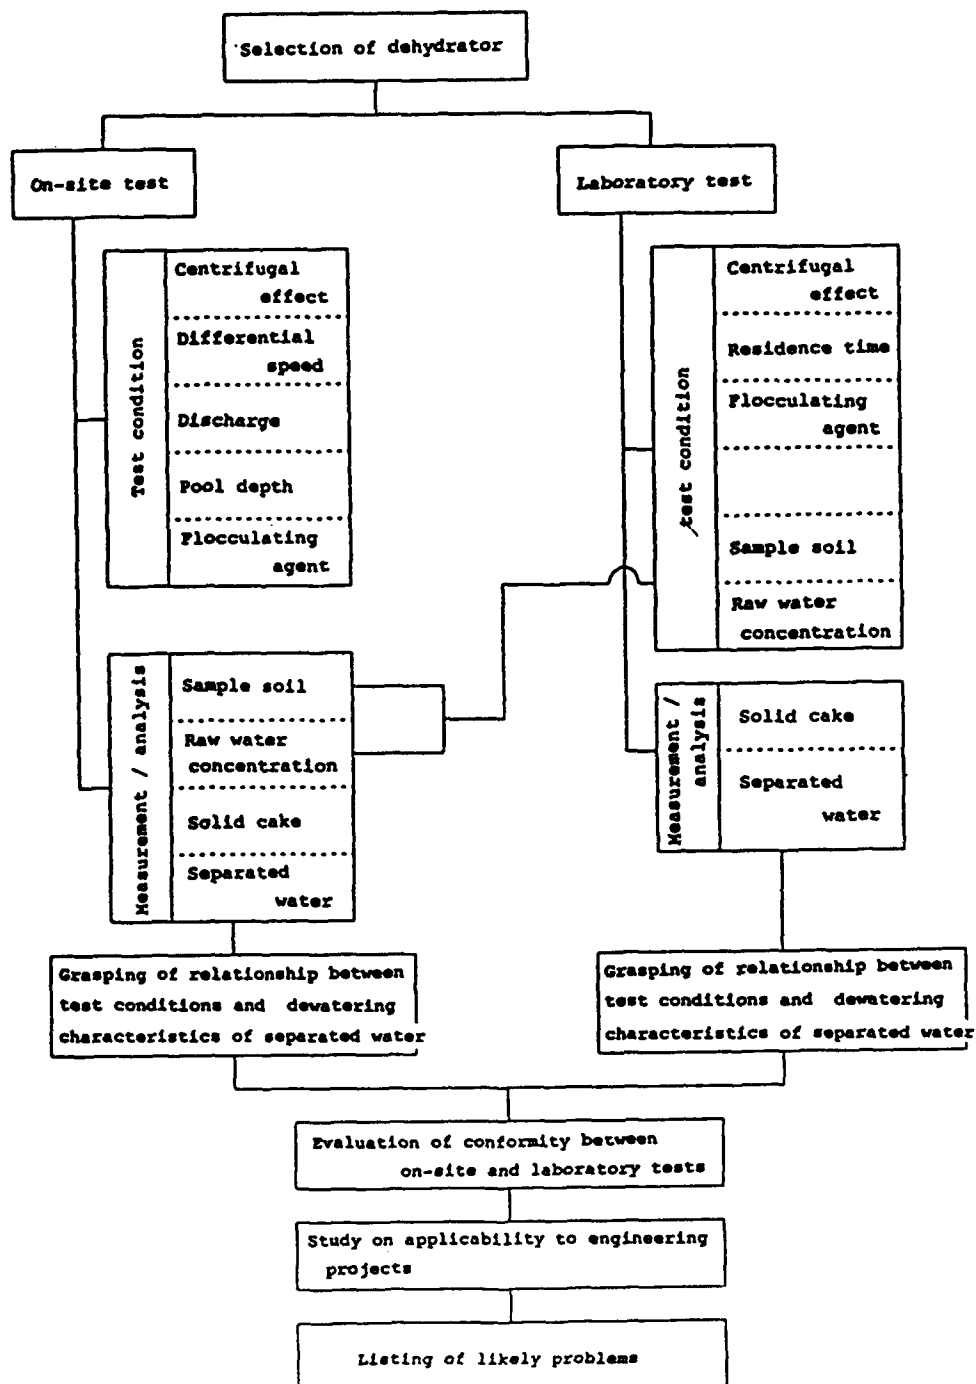 Selection of dehydrator
On-site test
Laboratory test
Test condition
Centrifugal
effect
Differential
speed
Discharge
Pool depth
Flocculating
agent
test condition
Centrifugal
effect
Residence time
Flocculating
agent
Sample soil
Raw water
concentration
Measurement / analysis
Sample soil
Raw water
concentration
Solid cake
Separated
water
Measurement /
analysis
Solid cake
Separated
water
Grasping of relationship between
test conditions and dewatering
characteristics of separated water
Grasping of relationship between
test conditions and dewatering
characteristics of separated water
Evaluation of conformity between
on-site and laboratory tests
Study on applicability to engineering
projects
Listing of likely problems